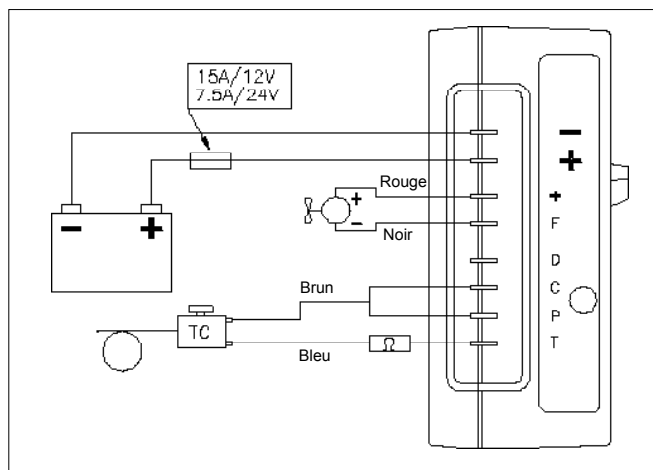 15A/12V
7.5A/24V
Rouge
Noir
Brun
Bleu
TC
Ω
− +
+ −
−
+
+
F
D
C
P
T